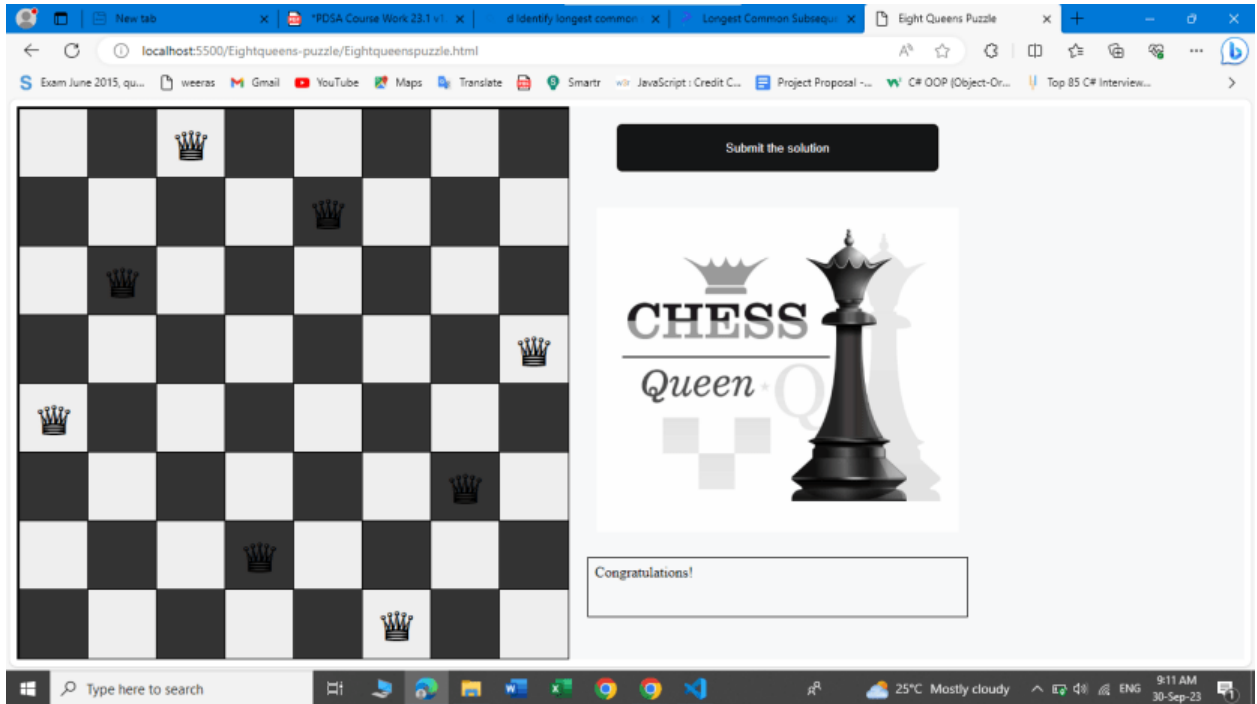 New tab
*PDSA Course Work 23.1 v1.
d Identify longest common
Longest Common Subseque
Eight Queens Puzzle
localhost:5500/Eightqueens-puzzle/Eightqueenspuzzle.html
Exam June 2015, qu...
weeras
Gmail
YouTube
Maps
Translate
Smartr
JavaScript : Credit C...
Project Proposal -...
C# OOP (Object-Or...
Top 85 C# Interview...
Submit the solution
CHESS
Queen
Q
Congratulations!
Type here to search
25°C Mostly cloudy
ENG
9:11 AM
30-Sep-23